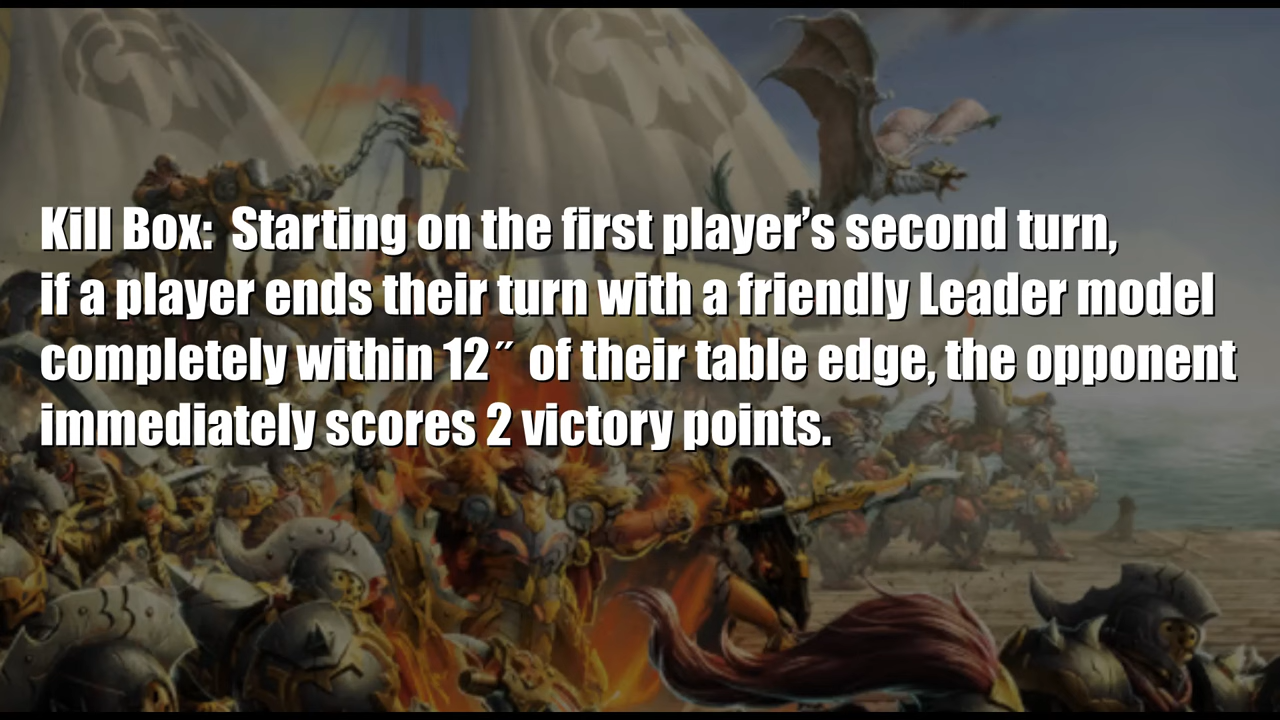 Kill Box:  Starting on the first player’s second turn,
if a player ends their turn with a friendly Leader model
completely within 12″ of their table edge, the opponent
immediately scores 2 victory points.